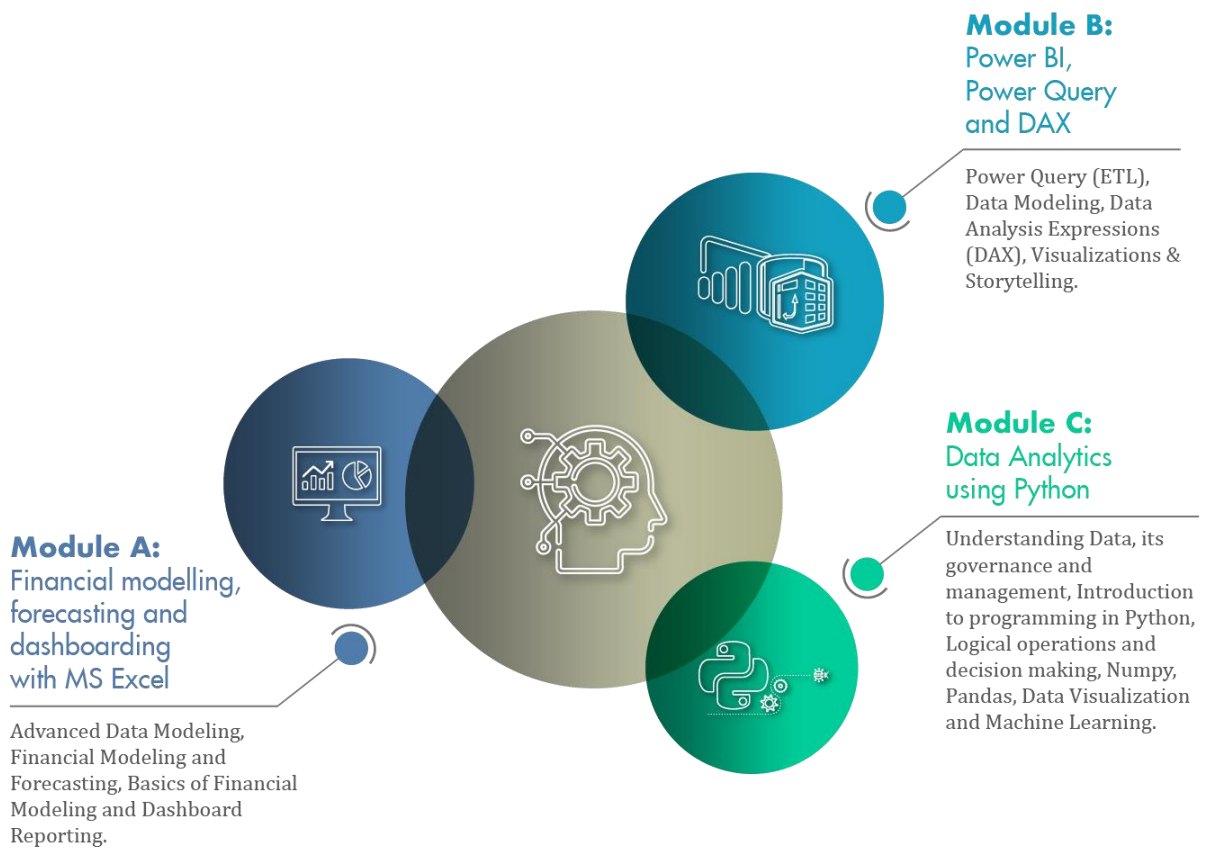 Module B:
Power BI,
Power Query
and DAX
Power Query (ETL),
Data Modeling, Data
Analysis Expressions
(DAX), Visualizations &
Storytelling.
Module C:
Data Analytics
using Python
Understanding Data, its
governance and
management, Introduction
to programming in Python,
Logical operations and
decision making, Numpy,
Pandas, Data Visualization
and Machine Learning.
Module A:
Financial modelling,
forecasting and
dashboarding
with MS Excel
Advanced Data Modeling,
Financial Modeling and
Forecasting, Basics of Financial
Modeling and Dashboard
Reporting.